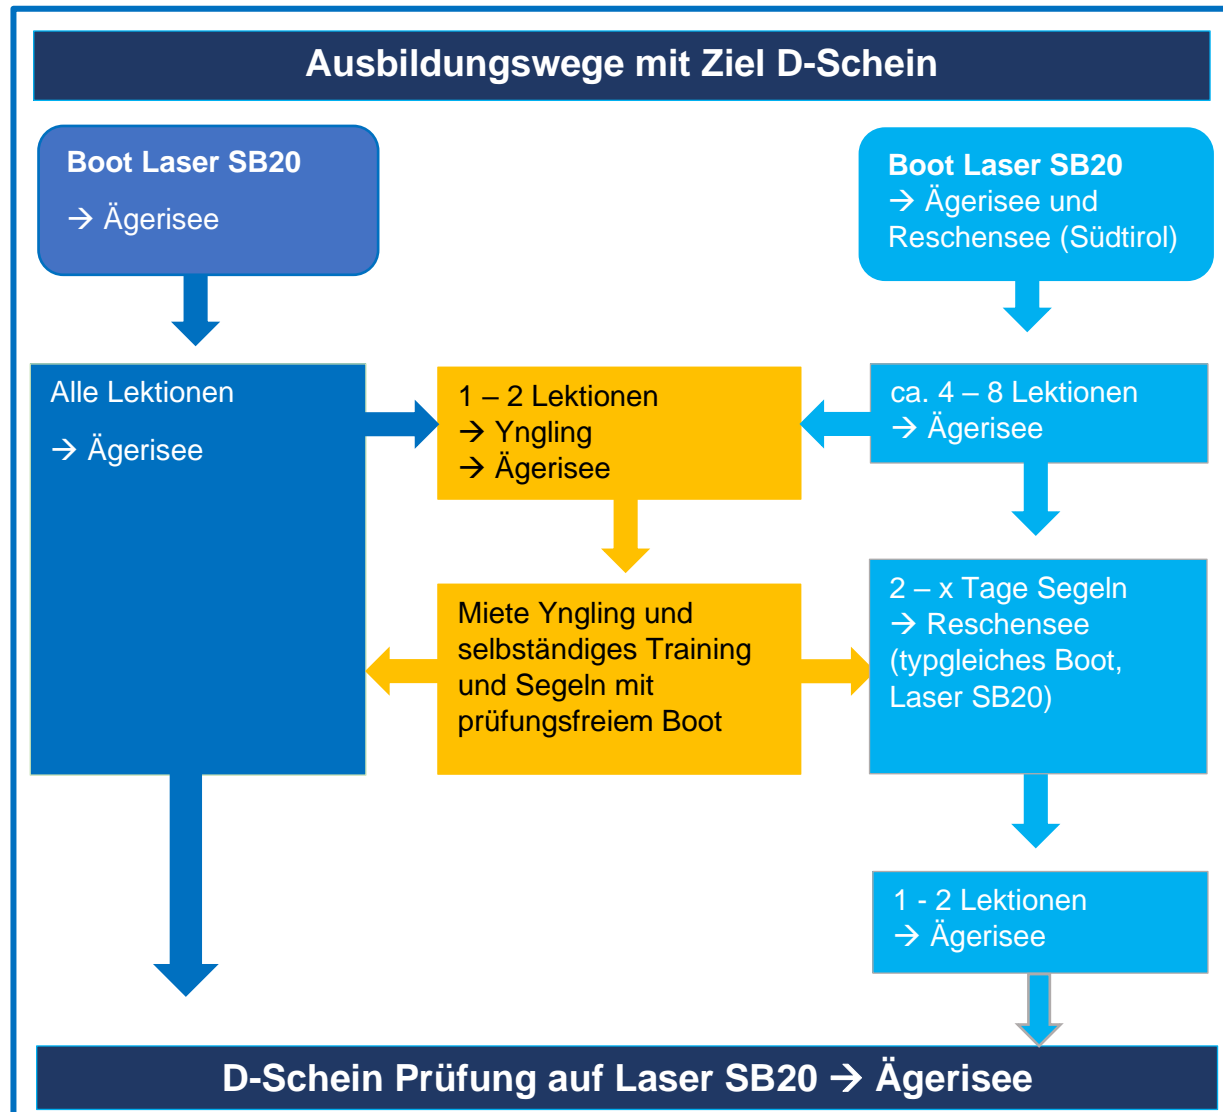 Ausbildungswege mit Ziel D-Schein
Boot Laser SB20
→ Ägerisee
Boot Laser SB20
→ Ägerisee und
Reschensee (Südtirol)
Alle Lektionen
→ Ägerisee
1 – 2 Lektionen
→ Yngling
→ Ägerisee
ca. 4 – 8 Lektionen
→ Ägerisee
Miete Yngling und
selbständiges Training
und Segeln mit
prüfungsfreiem Boot
2 – x Tage Segeln
→ Reschensee
(typgleiches Boot,
Laser SB20)
1 - 2 Lektionen
→ Ägerisee
D-Schein Prüfung auf Laser SB20 → Ägerisee